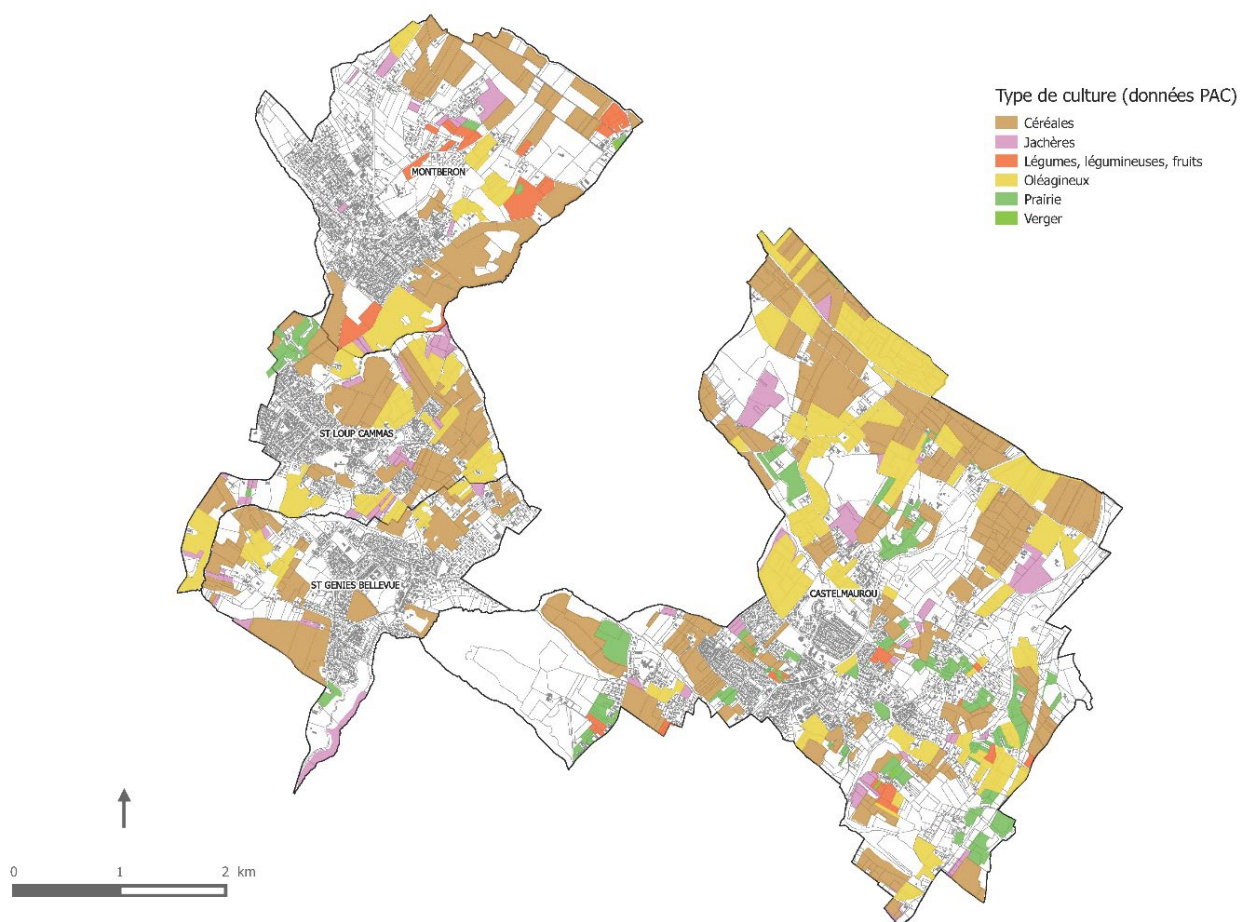 Type de culture (données PAC)
Céréales
Jachères
Légumes, légumineuses, fruits
Oléagineux
Prairie
Verger
MONTBERON
ST LOUP CAMMAS
ST GENIES BELLEVUE
CASTELMAUROU
0 1 2 km